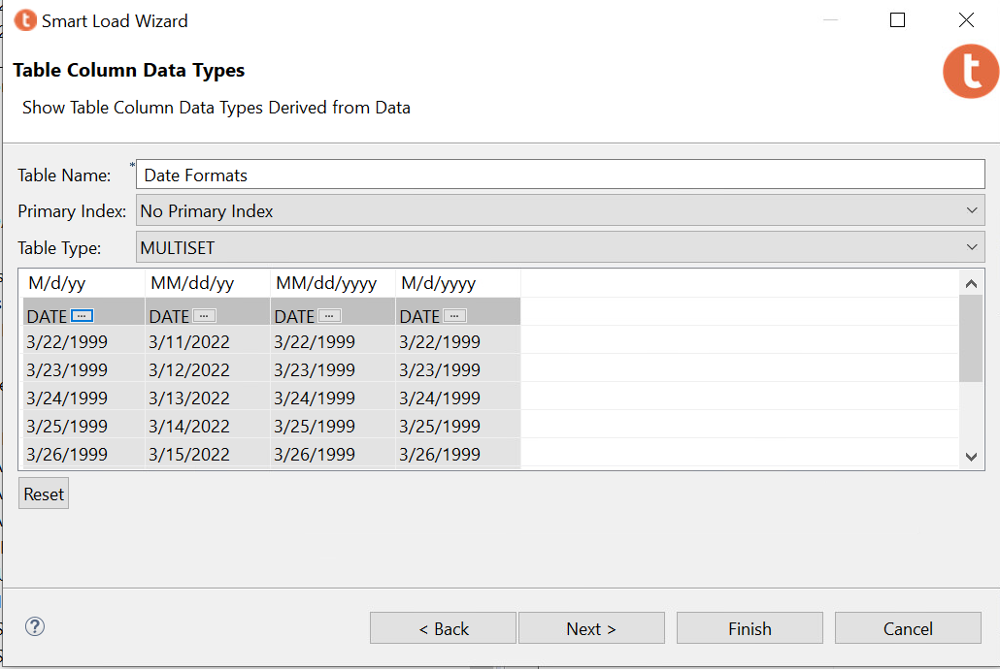 Smart Load Wizard
Table Column Data Types
Show Table Column Data Types Derived from Data
Table Name: * Date Formats
Primary Index: No Primary Index
Table Type: MULTISET
M/d/yy MM/dd/yy MM/dd/yyyy M/d/yyyy
DATE ... DATE ... DATE ... DATE ...
3/22/1999 3/11/2022 3/22/1999 3/22/1999
3/23/1999 3/12/2022 3/23/1999 3/23/1999
3/24/1999 3/13/2022 3/24/1999 3/24/1999
3/25/1999 3/14/2022 3/25/1999 3/25/1999
3/26/1999 3/15/2022 3/26/1999 3/26/1999
Reset
? < Back Next > Finish Cancel